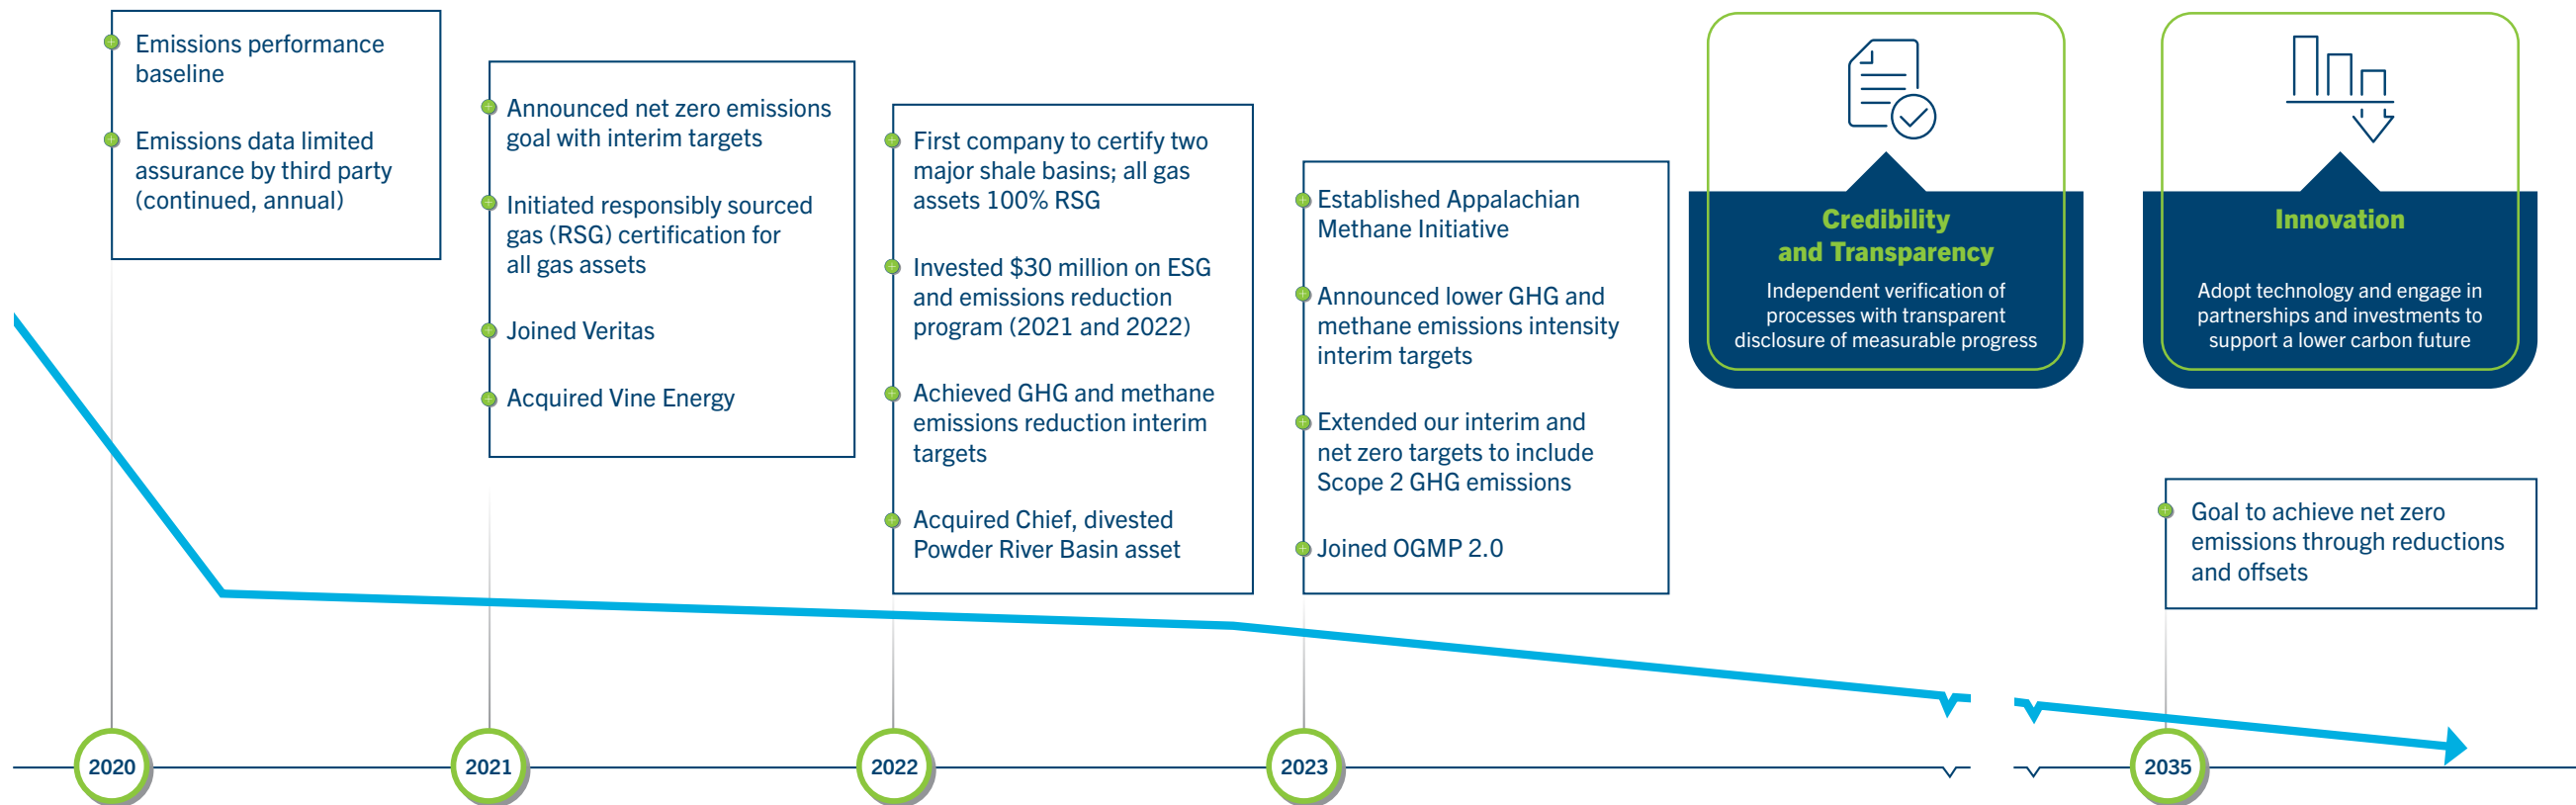 Emissions performance
baseline
Emissions data limited
assurance by third party
(continued, annual)
Announced net zero emissions
goal with interim targets
Initiated responsibly sourced
gas (RSG) certification for
all gas assets
Joined Veritas
Acquired Vine Energy
First company to certify two
major shale basins; all gas
assets 100% RSG
Invested $30 million on ESG
and emissions reduction
program (2021 and 2022)
Achieved GHG and methane
emissions reduction interim
targets
Acquired Chief, divested
Powder River Basin asset
Established Appalachian
Methane Initiative
Announced lower GHG and
methane emissions intensity
interim targets
Extended our interim and
net zero targets to include
Scope 2 GHG emissions
Joined OGMP 2.0
Credibility
and Transparency
Independent verification of
processes with transparent
disclosure of measurable progress
Innovation
Adopt technology and engage in
partnerships and investments to
support a lower carbon future
Goal to achieve net zero
emissions through reductions
and offsets
2020
2021
2022
2023
2035